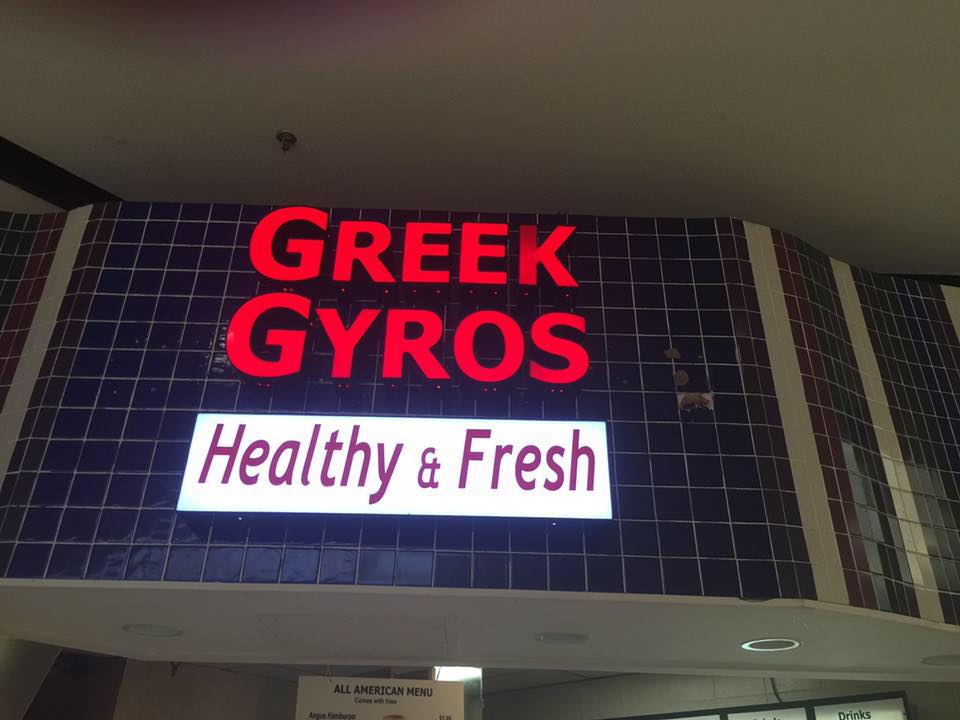 GREEK
GYROS
Healthy & Fresh
ALL AMERICAN MENU
Comes with fries
Angus Hamburger
Drinks